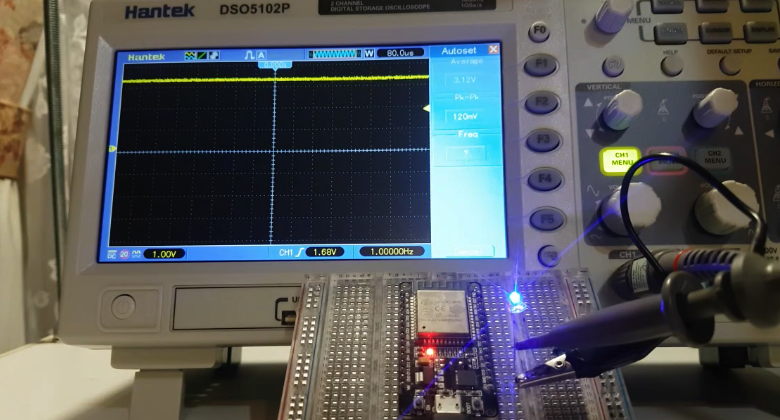 Hantek DSO5102P
2 CHANNEL
DIGITAL STORAGE OSCILLOSCOPE
Hantek
A
W 80.0us
Autoset
Average
3.12V
Pk-Pk
120mV
Freq
?
1.00V
CH1
1.68V
1.00000Hz
F0
F1
F2
F3
F4
F5
MENU
HELP
DEFAULT SETUP
VERTICAL
CH1
MENU
CH2
MENU
CH1